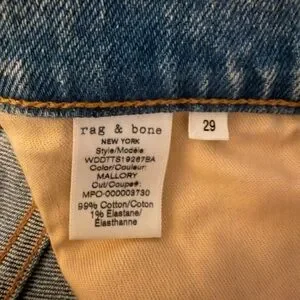 rag & bone
NEW YORK
Style/Modèle
WDDTTS19267BA
Color/Couleur:
MALLORY
Cut/Coupe#:
MPO-000003730
99% Cotton/Coton
1% Elastane/
Élasthanne
29